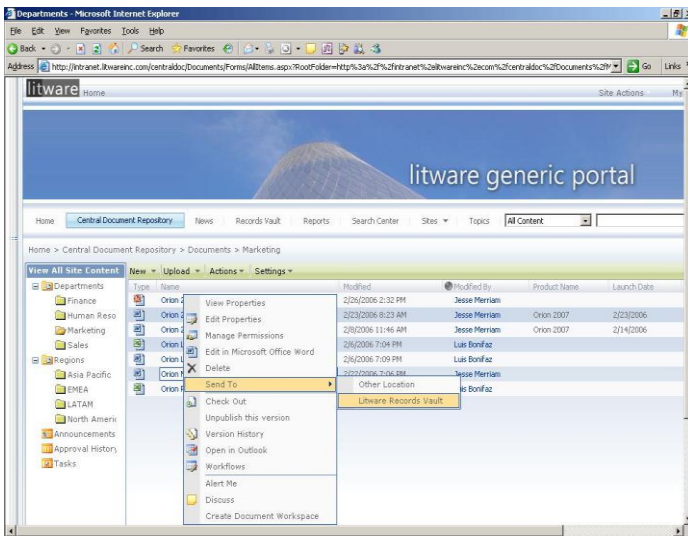 Departments - Microsoft Internet Explorer
File Edit View Favorites Tools Help
Back Search Favorites
Address http://intranet.litwareinc.com/centraldoc/Documents/Forms/AllItems.aspx?RootFolder=http%3a%2f%2fintranet%2elitwareinc%2ecom%2fcentraldoc%2fDocuments%2f Go Links
litware Home Site Actions My
litware generic portal
Home Central Document Repository News Records Vault Reports Search Center Sites Topics All Content
Home > Central Document Repository > Documents > Marketing
View All Site Content New Upload Actions Settings
Departments Type Name Modified Modified By Product Name Launch Date
Finance Orion 2 View Properties 2/26/2006 2:32 PM Jesse Merriam
Human Reso Orion 2 Edit Properties 2/23/2006 8:23 AM Jesse Merriam Orion 2007 2/23/2006
Marketing Orion 2 Manage Permissions 2/8/2006 11:46 AM Jesse Merriam Orion 2007 2/14/2006
Sales Orion L Edit in Microsoft Office Word 2/6/2006 7:04 PM Luis Bonifaz
Regions Orion L Delete 2/6/2006 7:09 PM Luis Bonifaz
Asia Pacific Orion Send To 2/27/2006 7:06 PM Jesse Merriam
Other Location
EMEA Orion Check Out is Bonifaz
LATAM Unpublish this version Litware Records Vault
North Americ Version History
Announcements Open in Outlook
Approval History Workflows
Tasks Alert Me
Discuss
Create Document Workspace